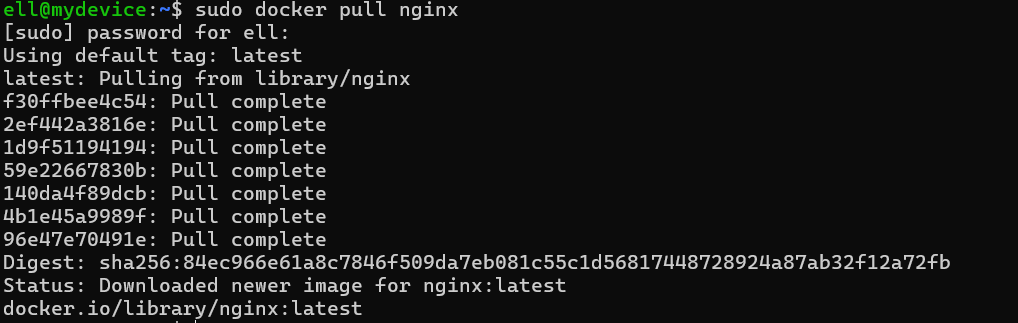 ell@mydevice:~$ sudo docker pull nginx
[sudo] password for ell:
Using default tag: latest
latest: Pulling from library/nginx
f30ffbee4c54: Pull complete
2ef442a3816e: Pull complete
1d9f51194194: Pull complete
59e22667830b: Pull complete
140da4f89dcb: Pull complete
4b1e45a9989f: Pull complete
96e47e70491e: Pull complete
Digest: sha256:84ec966e61a8c7846f509da7eb081c55c1d56817448728924a87ab32f12a72fb
Status: Downloaded newer image for nginx:latest
docker.io/library/nginx:latest